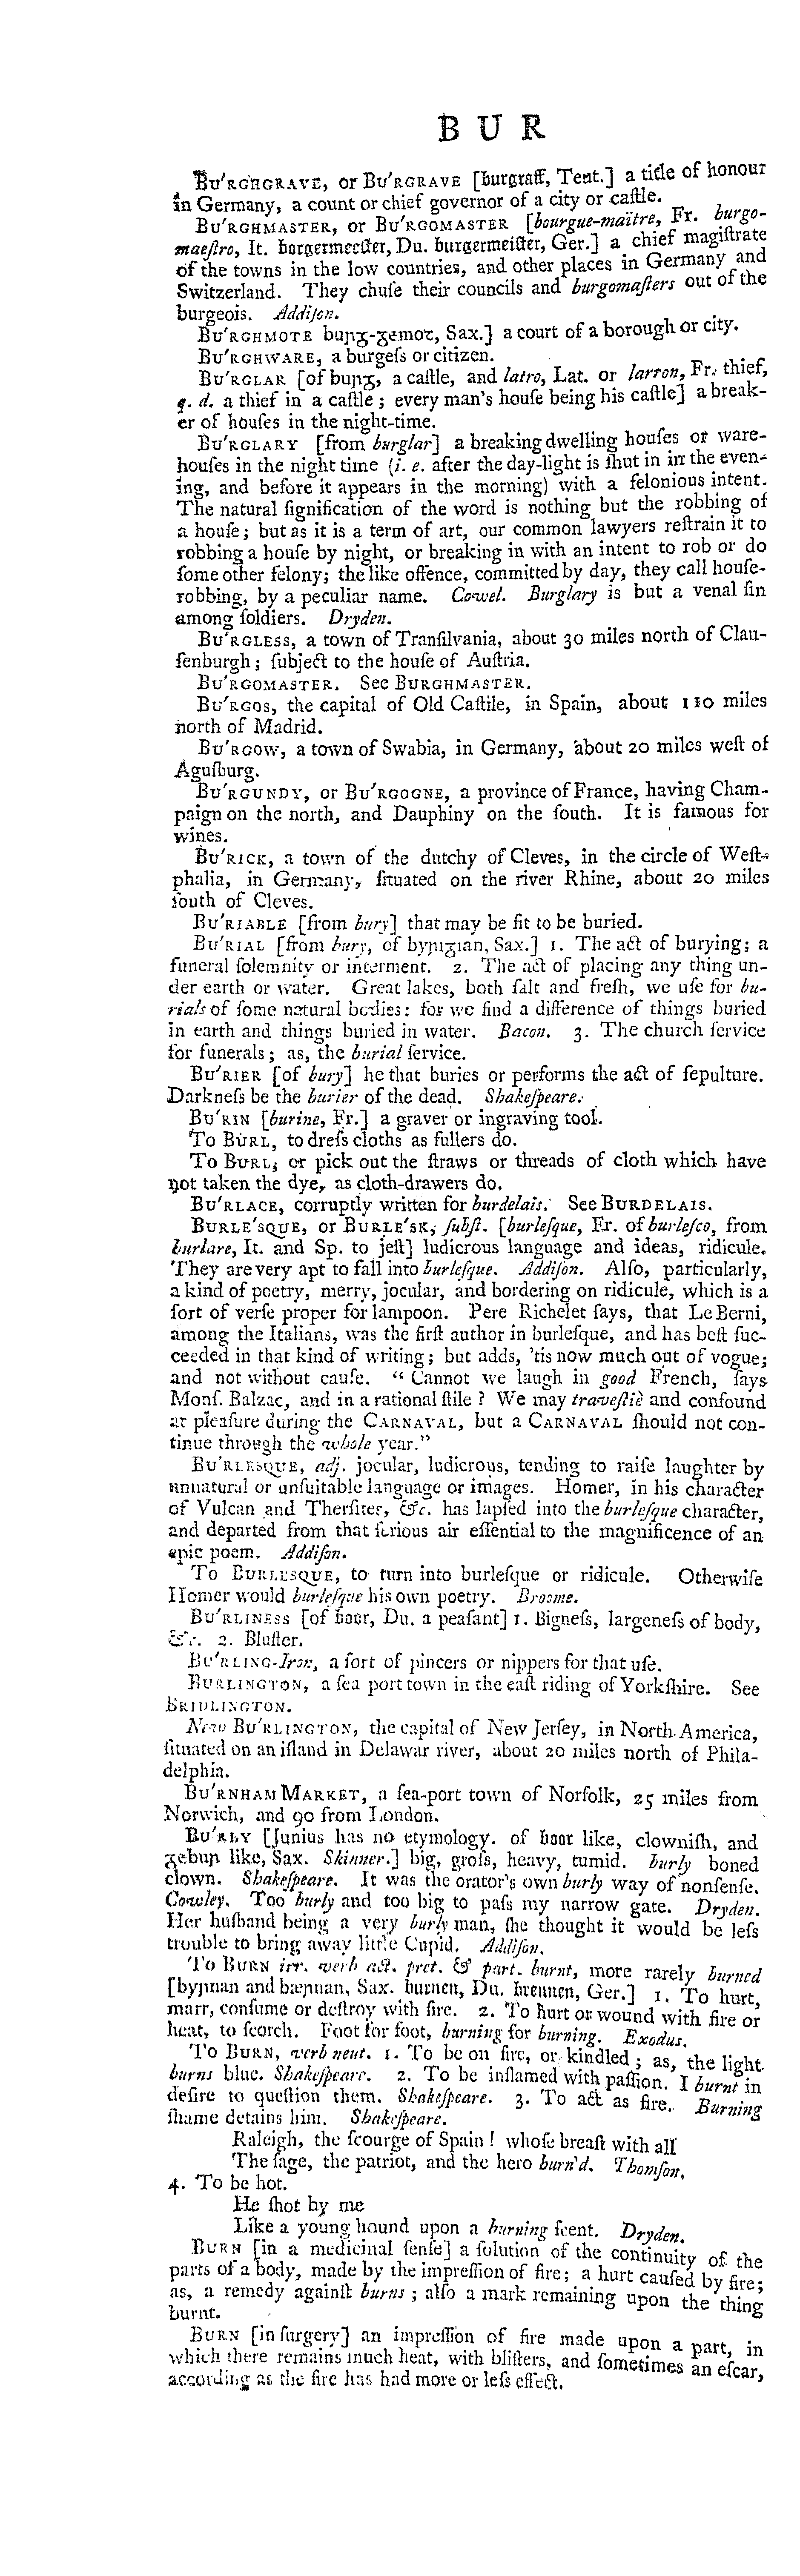 B U R
Bu'rghgrave, or Bu'rgrave [burgraff, Teut.] a title of honour
in Germany, a count or chief governor of a city or caſtle.
Bu'rghmaster, or Bu'rgomaster [bourgue-maitre, Fr. burgo-
maeſtro, It. borgermeeſter, Du. burgermeiſter, Ger.] a chief magiſtrate
of the towns in the low countries, and other places in Germany and
Switzerland. They chuſe their councils and burgomaſters out of the
burgeois. Addiſon.
Bu'rghmote buꞃᵹ-ᵹemoꞇ, Sax.] a court of a borough or city.
Bu'rghware, a burgeſs or citizen.
Bu'rglar [of buꞃᵹ, a caſtle, and latro, Lat. or larron, Fr. thief,
q. d. a thief in a caſtle ; every man's houſe being his caſtle] a break-
er of houſes in the night-time.
Bu'rglary [from burglar] a breaking dwelling houſes or ware-
houſes in the night time (i. e. after the day-light is ſhut in in the even-
ing, and before it appears in the morning) with a felonious intent.
The natural ſignification of the word is nothing but the robbing of
a houſe ; but as it is a term of art, our common lawyers reſtrain it to
robbing a houſe by night, or breaking in with an intent to rob or do
ſome other felony; the like offence, committed by day, they call houſe-
robbing, by a peculiar name. Cowel. Burglary is but a venal ſin
among ſoldiers. Dryden.
Bu'rgless, a town of Tranſilvania, about 30 miles north of Clau-
ſenburgh ; ſubject to the houſe of Auſtria.
Bu'rgomaster. See Burghmaster.
Bu'rgos, the capital of Old Caſtile, in Spain, about 110 miles
north of Madrid.
Bu'rgow, a town of Swabia, in Germany, about 20 miles weſt of
Aguſburg.
Bu'rgundy, or Bu'rgogne, a province of France, having Cham-
paign on the north, and Dauphiny on the ſouth. It is famous for
wines.
Bu'rick, a town of the dutchy of Cleves, in the circle of Weſt-
phalia, in Germany, ſituated on the river Rhine, about 20 miles
ſouth of Cleves.
Bu'riable [from bury] that may be fit to be buried.
Bu'rial [from bury, of byꞃiᵹian, Sax.] 1. The act of burying; a
funeral ſolemnity or interment. 2. The act of placing any thing un-
der earth or water. Great lakes, both ſalt and freſh, we uſe for bu-
rials of ſome natural bodies: for we find a difference of things buried
in earth and things buried in water. Bacon. 3. The church ſervice
for funerals ; as, the burial ſervice.
Bu'rier [of bury] he that buries or performs the act of ſepulture.
Darkneſs be the burier of the dead. Shakeſpeare.
Bu'rin [burine, Fr.] a graver or ingraving tool.
To Burl, to dreſs cloths as fullers do.
To Burl, or pick out the ſtraws or threads of cloth which have
not taken the dye, as cloth-drawers do.
Bu'rlace, corruptly written for burdelais. See Burdelais.
Burle'sque, or Burle'sk, ſubſt. [burleſque, Fr. of burleſco, from
burlare, It. and Sp. to jeſt] ludicrous language and ideas, ridicule.
They are very apt to fall into burleſque. Addiſon. Alſo, particularly,
a kind of poetry, merry, jocular, and bordering on ridicule, which is a
ſort of verſe proper for lampoon. Pere Richelet ſays, that Le Berni,
among the Italians, was the firſt author in burleſque, and has beſt ſuc-
ceeded in that kind of writing ; but adds, 'tis now much out of vogue;
and not without cauſe. " Cannot we laugh in good French, ſays
Monſ. Balzac, and in a rational ſtile ? We may traveſtiè and confound
at pleaſure during the Carnaval, but a Carnaval ſhould not con-
tinue through the whole year."
Bu'rlesque, adj. jocular, ludicrous, tending to raiſe laughter by
unnatural or unſuitable language or images. Homer, in his character
of Vulcan and Therſites, &c. has lapſed into the burleſque character,
and departed from that ſerious air eſſential to the magnificence of an
epic poem. Addiſon.
To Burlesque, to turn into burleſque or ridicule. Otherwiſe
Homer would burleſque his own poetry. Broome.
Bu'rliness [of boer, Du. a peaſant] 1. Bigneſs, largeneſs of body,
&c. 2. Bluſter.
Bu'rling-Iron, a ſort of pincers or nippers for that uſe.
Burlington, a ſea port town in the eaſt riding of Yorkſhire. See
Bridlington.
New Bu'rlington, the capital of New Jerſey, in North America,
ſituated on an iſland in Delawar river, about 20 miles north of Phila-
delphia.
Bu'rnham Market, a ſea-port town of Norfolk, 25 miles from
Norwich, and 90 from London.
Bu'rly [Junius has no etymology. of boor like, clowniſh, and
ᵹebuꞃ like, Sax. Skinner.] big, groſs, heavy, tumid. burly boned
clown. Shakeſpeare. It was the orator's own burly way of nonſenſe.
Cowley. Too burly and too big to paſs my narrow gate. Dryden.
Her huſband being a very burly man, ſhe thought it would be leſs
trouble to bring away little Cupid. Addiſon.
To Burn irr. verb act. pret. & part. burnt, more rarely burned
[byꞃnan and bæꞃnan, Sax. burnen, Du. brennen, Ger.] 1. To hurt,
marr, conſume or deſtroy with fire. 2. To hurt or wound with fire or
heat, to ſcorch. Foot for foot, burning for burning. Exodus.
To Burn, verb neut. 1. To be on fire, or kindled ; as, the light
burns blue. Shakeſpeare. 2. To be inflamed with paſſion. I burnt in
deſire to queſtion them. Shakeſpeare. 3. To act as fire. Burning
ſhame detains him. Shakeſpeare.
Raleigh, the ſcourge of Spain ! whoſe breaſt with all
The ſage, the patriot, and the hero burn'd. Thomſon.
4. To be hot.
He ſhot by me
Like a young hound upon a burning ſcent. Dryden.
Burn [in a medicinal ſenſe] a ſolution of the continuity of the
parts of a body, made by the impreſſion of fire ; a hurt cauſed by fire ;
as, a remedy againſt burns ; alſo a mark remaining upon the thing
burnt.
Burn [in ſurgery] an impreſſion of fire made upon a part, in
which there remains much heat, with bliſters, and ſometimes an eſcar,
according as the fire has had more or leſs effect.